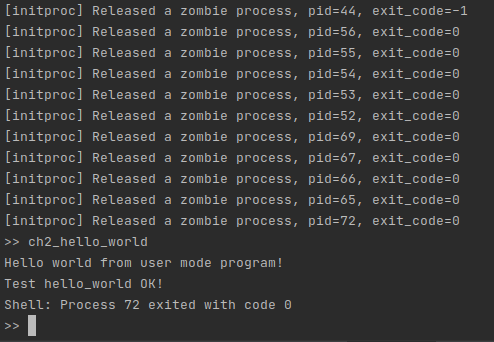 [initproc] Released a zombie process, pid=44, exit_code=-1
[initproc] Released a zombie process, pid=56, exit_code=0
[initproc] Released a zombie process, pid=55, exit_code=0
[initproc] Released a zombie process, pid=54, exit_code=0
[initproc] Released a zombie process, pid=53, exit_code=0
[initproc] Released a zombie process, pid=52, exit_code=0
[initproc] Released a zombie process, pid=69, exit_code=0
[initproc] Released a zombie process, pid=67, exit_code=0
[initproc] Released a zombie process, pid=66, exit_code=0
[initproc] Released a zombie process, pid=65, exit_code=0
[initproc] Released a zombie process, pid=72, exit_code=0
>> ch2_hello_world
Hello world from user mode program!
Test hello_world OK!
Shell: Process 72 exited with code 0
>>